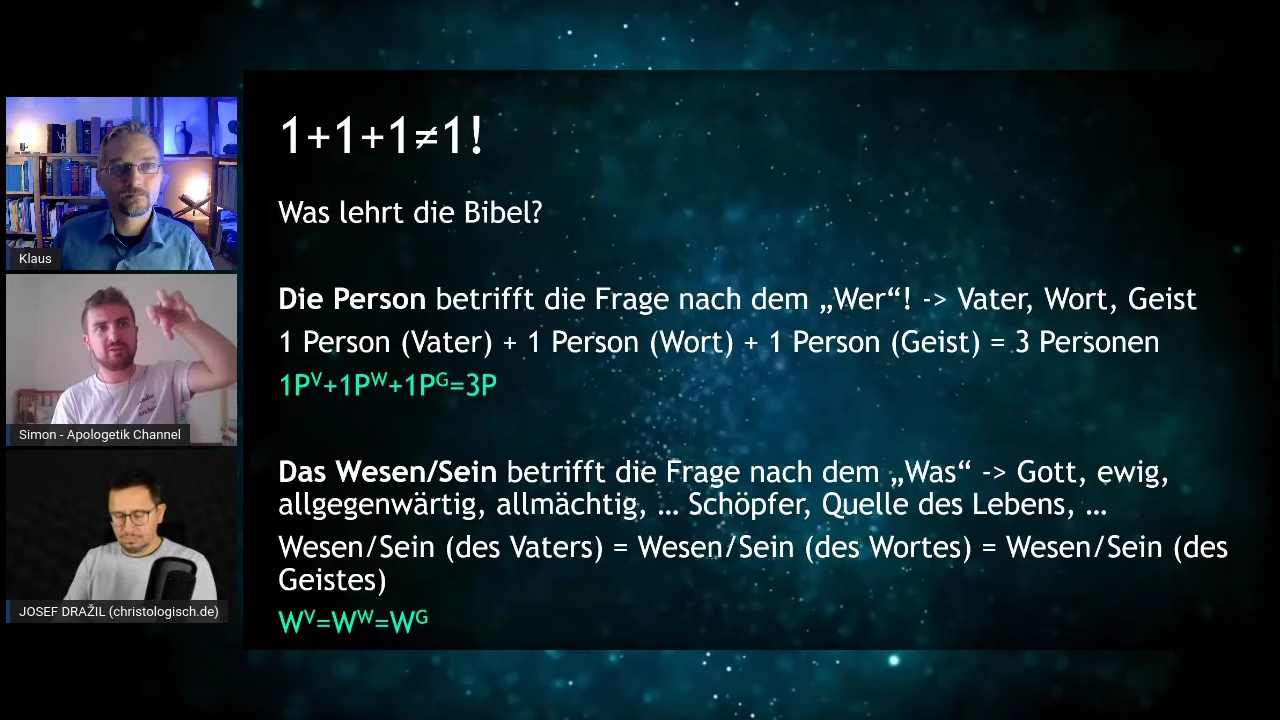 1+1+1≠1!
Was lehrt die Bibel?
Die Person betrifft die Frage nach dem „Wer“! -> Vater, Wort, Geist
1 Person (Vater) + 1 Person (Wort) + 1 Person (Geist) = 3 Personen
1Pⱽ+1Pᵂ+1Pᴳ=3P
Das Wesen/Sein betrifft die Frage nach dem „Was“ -> Gott, ewig,
allgegenwärtig, allmächtig, … Schöpfer, Quelle des Lebens, …
Wesen/Sein (des Vaters) = Wesen/Sein (des Wortes) = Wesen/Sein (des
Geistes)
Wⱽ=Wᵂ=Wᴳ
Klaus
Simon - Apologetik Channel
JOSEF DRAŽIL (christologisch.de)